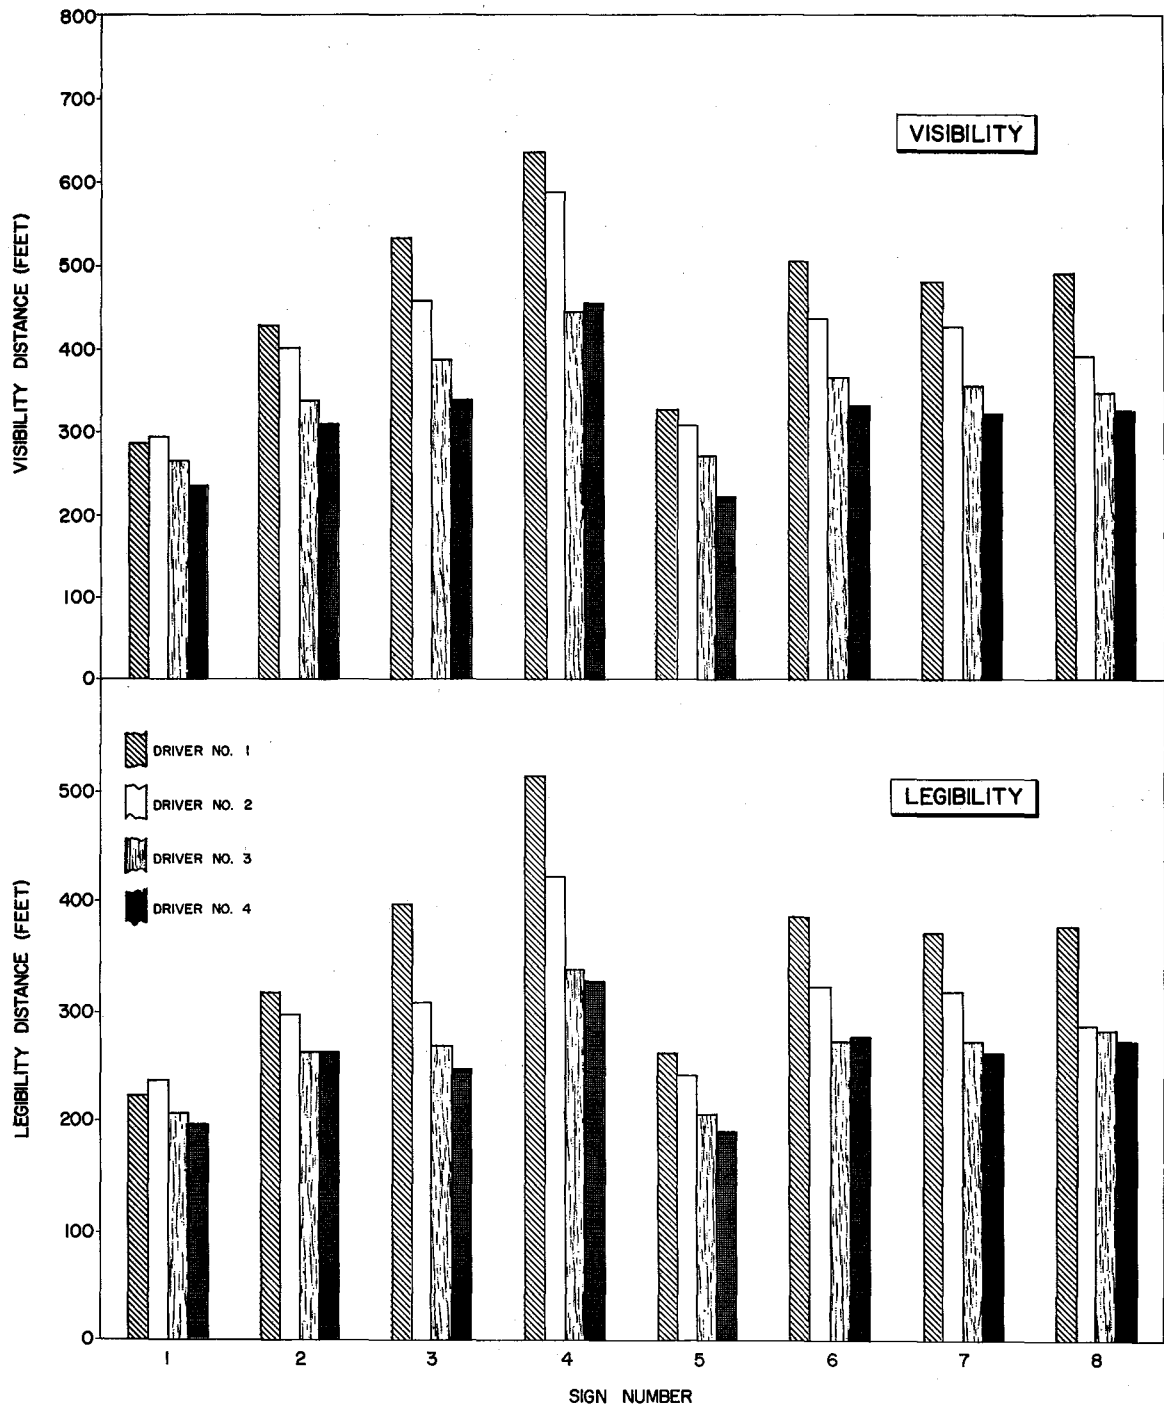 800
700
600
500
400
300
200
100
0
VISIBILITY DISTANCE (FEET)
VISIBILITY
DRIVER NO. 1
DRIVER NO. 2
DRIVER NO. 3
DRIVER NO. 4
LEGIBILITY
500
400
300
200
100
0
LEGIBILITY DISTANCE (FEET)
1 2 3 4 5 6 7 8
SIGN NUMBER